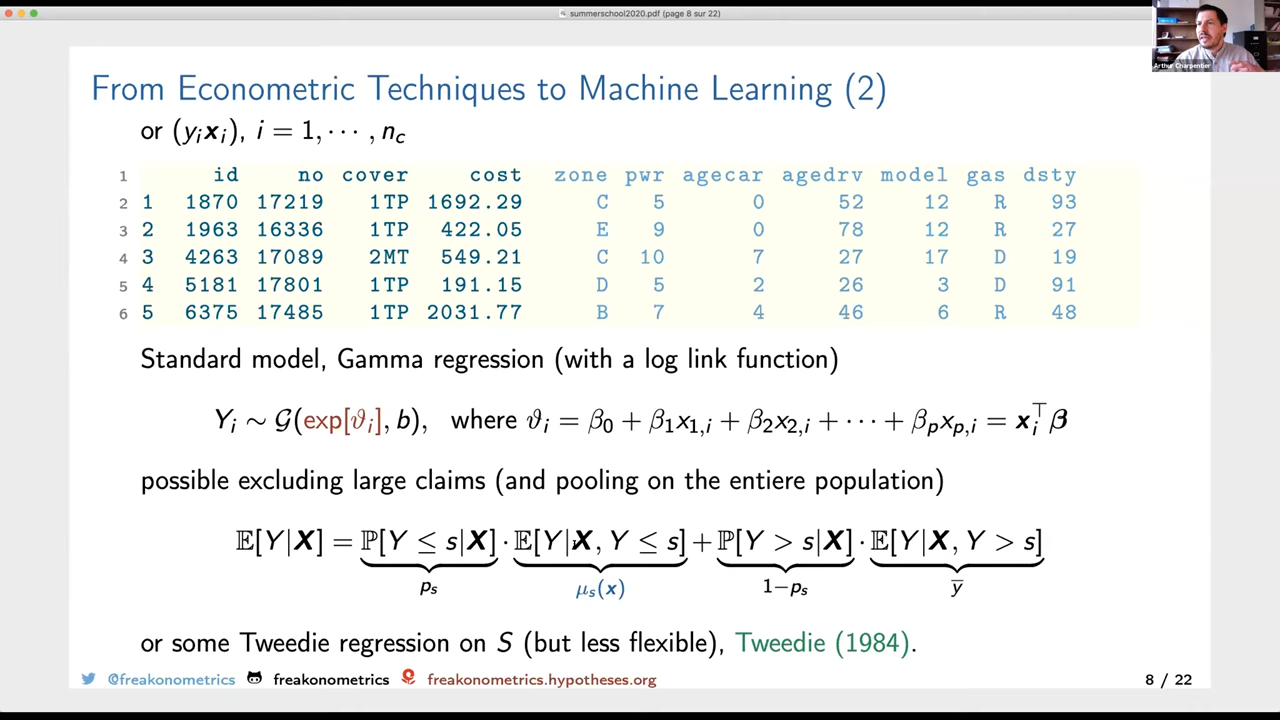 summerschool2020.pdf (page 8 sur 22)
Arthur Charpentier
From Econometric Techniques to Machine Learning (2)
or (yᵢ𝒙ᵢ), i = 1, ⋯ , n_c
1 id no cover cost zone pwr agecar agedrv model gas dsty
2 1 1870 17219 1TP 1692.29 C 5 0 52 12 R 93
3 2 1963 16336 1TP 422.05 E 9 0 78 12 R 27
4 3 4263 17089 2MT 549.21 C 10 7 27 17 D 19
5 4 5181 17801 1TP 191.15 D 5 2 26 3 D 91
6 5 6375 17485 1TP 2031.77 B 7 4 46 6 R 48
Standard model, Gamma regression (with a log link function)
Yᵢ ∼ 𝒢(exp[ϑᵢ], b), where ϑᵢ = β₀ + β₁x₁,ᵢ + β₂x₂,ᵢ + ⋯ + βₚxₚ,ᵢ = 𝐱ᵢ^⊤𝜷
possible excluding large claims (and pooling on the entiere population)
𝔼[Y|𝑿] = ℙ[Y ≤ s|𝑿] · 𝔼[Y|𝑿, Y ≤ s] + ℙ[Y > s|𝑿] · 𝔼[Y|𝑿, Y > s]
pₛ μₛ(𝒙) 1−pₛ y̅
or some Tweedie regression on S (but less flexible), Tweedie (1984).
@freakonometrics freakonometrics freakonometrics.hypotheses.org 8 / 22